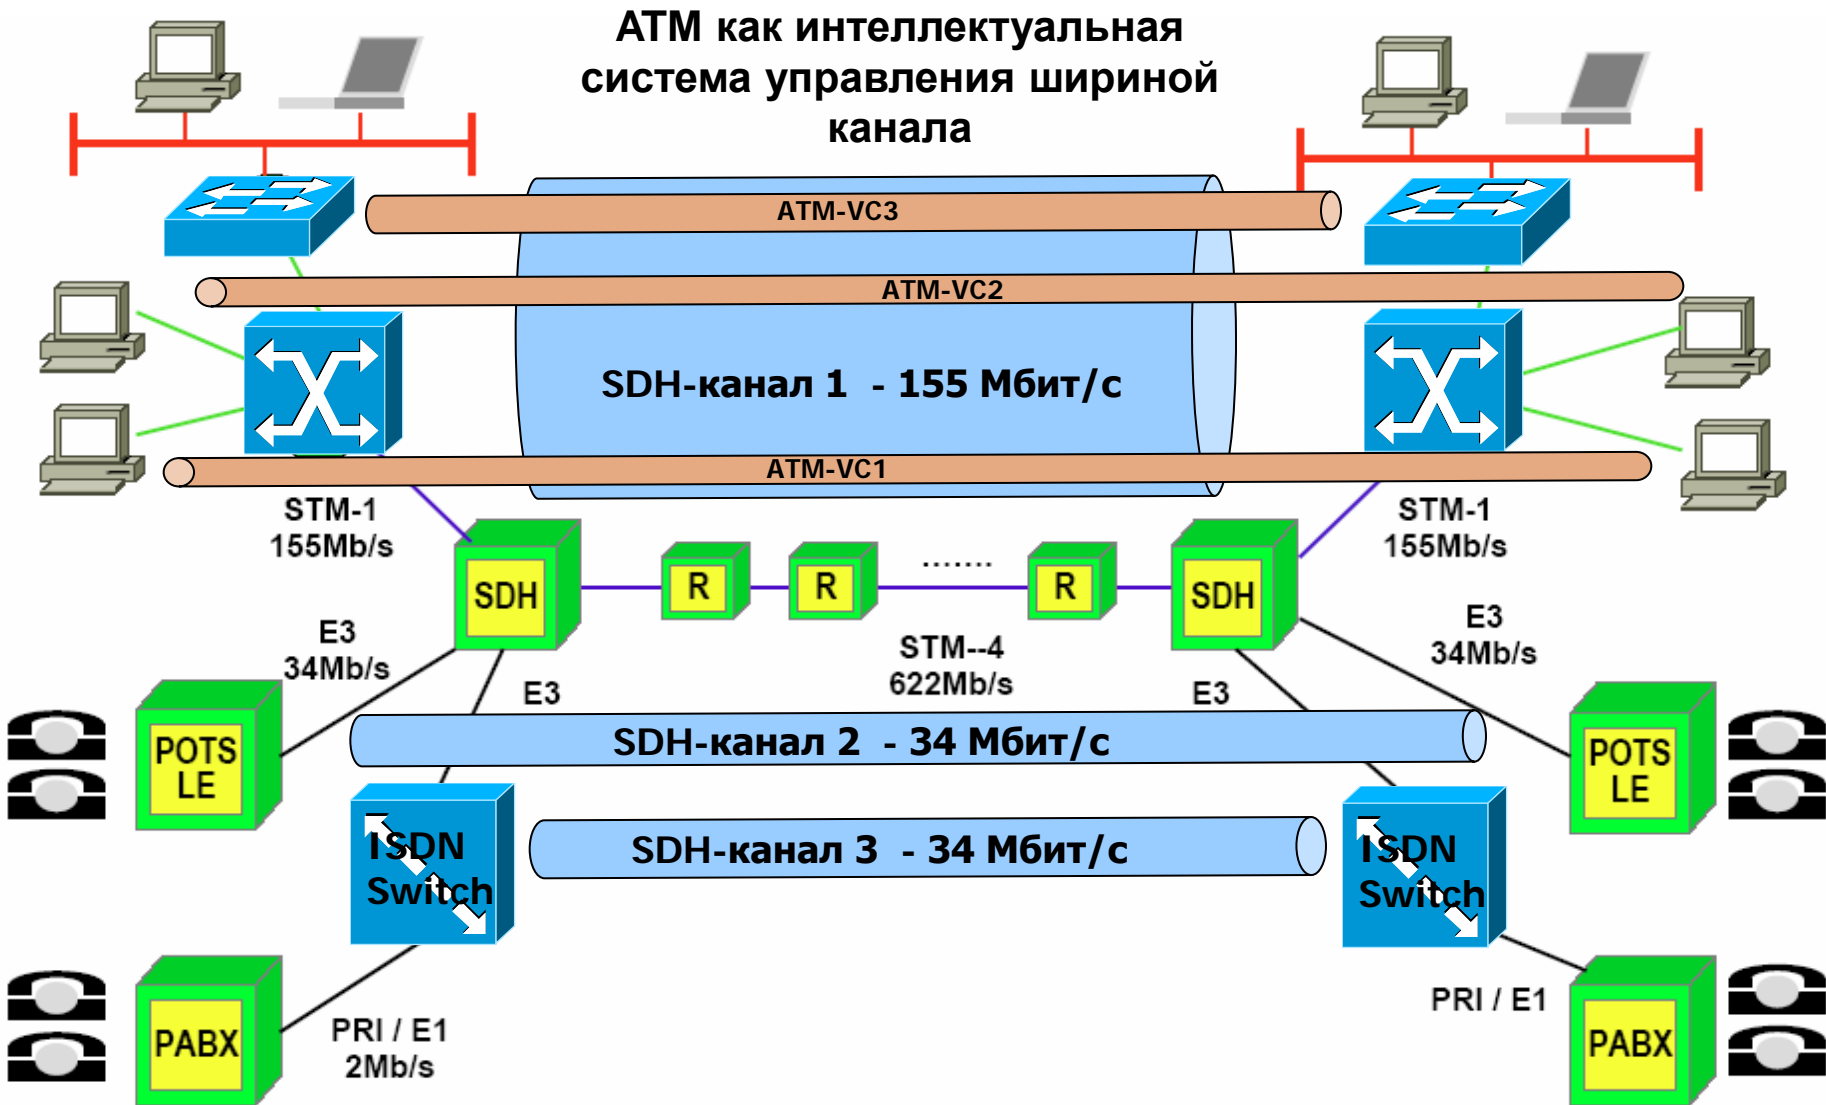 АТМ как интеллектуальная
система управления шириной
канала
ATM-VC3
ATM-VC2
SDH-канал 1 - 155 Мбит/с
ATM-VC1
STM-1
155Mb/s
STM-1
155Mb/s
SDH
R
R
.......
R
SDH
E3
34Mb/s
E3
STM--4
622Mb/s
E3
E3
34Mb/s
POTS
LE
SDH-канал 2 - 34 Мбит/с
POTS
LE
ISDN
Switch
SDH-канал 3 - 34 Мбит/с
ISDN
Switch
PABX
PRI / E1
2Mb/s
PRI / E1
PABX